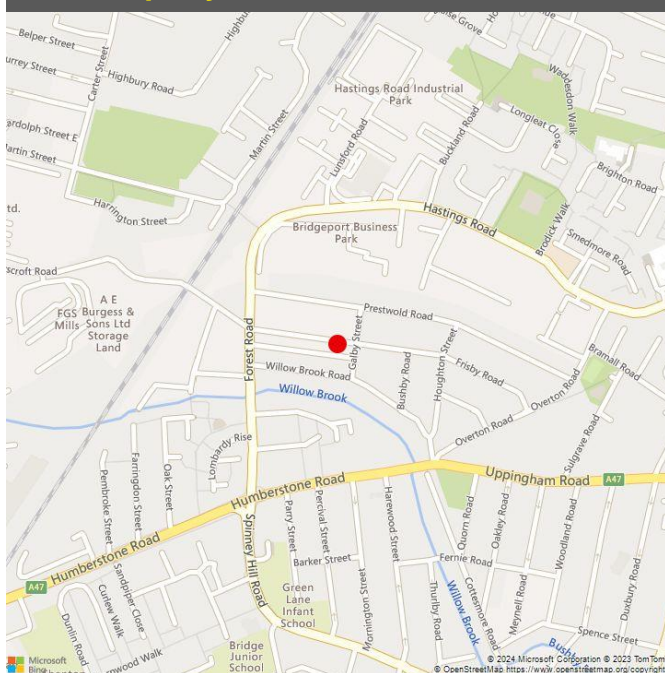 Belper Street
Highbury Road
Carter Street
Martin Street
Harrington Street
Martin Street
Hastings Road Industrial
Park
Lunsford Road
Buckland Road
Longleat Close
Waddesdon Walk
Brighton Road
Brodick Walk
Smedmore Road
Hastings Road
Bridgeport Business
Park
A E
FGS Burgess &
Mills Sons Ltd
Storage
Land
Forest Road
Prestwold Road
Galby Street
Willow Brook Road
Willow Brook
Bushby Road
Houghton Street
Frisby Road
Overton Road
Bramall Road
Overton Road
Sulgrave Road
Lombardy Rise
Pembroke Street
Farringdon Street
Oak Street
Humberstone Road
Uppingham Road
A47
Humberstone Road
A47
Spinney Hill Road
Parry Street
Percival Street
Harewood Street
Barker Street
Mornington Street
Green
Lane
Infant
School
Bridge
Junior
School
Sandpiper Close
Curlew Walk
Dunlin Road
Thurlby Road
Willow Brook
Fernie Road
Quorn Road
Oakley Road
Cottesmore Road
Meynell Road
Woodland Road
Duxbury Road
Spence Street
Microsoft
Bing
© 2024 Microsoft Corporation © 2023 TomTom
© OpenStreetMap https://www.openstreetmap.org/copyright